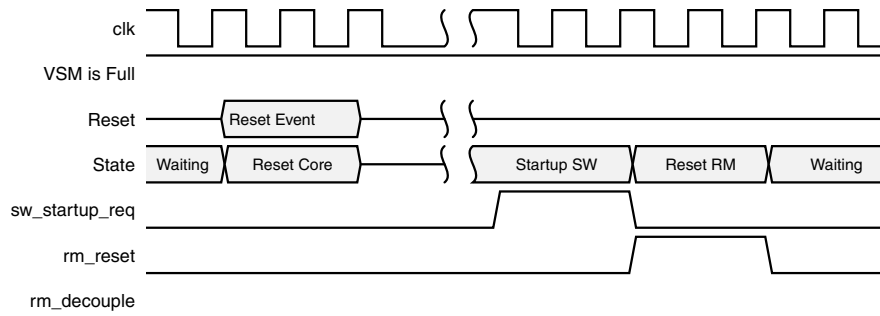 clk
VSM is Full
Reset Reset Event
State Waiting Reset Core Startup SW Reset RM Waiting
sw_startup_req
rm_reset
rm_decouple